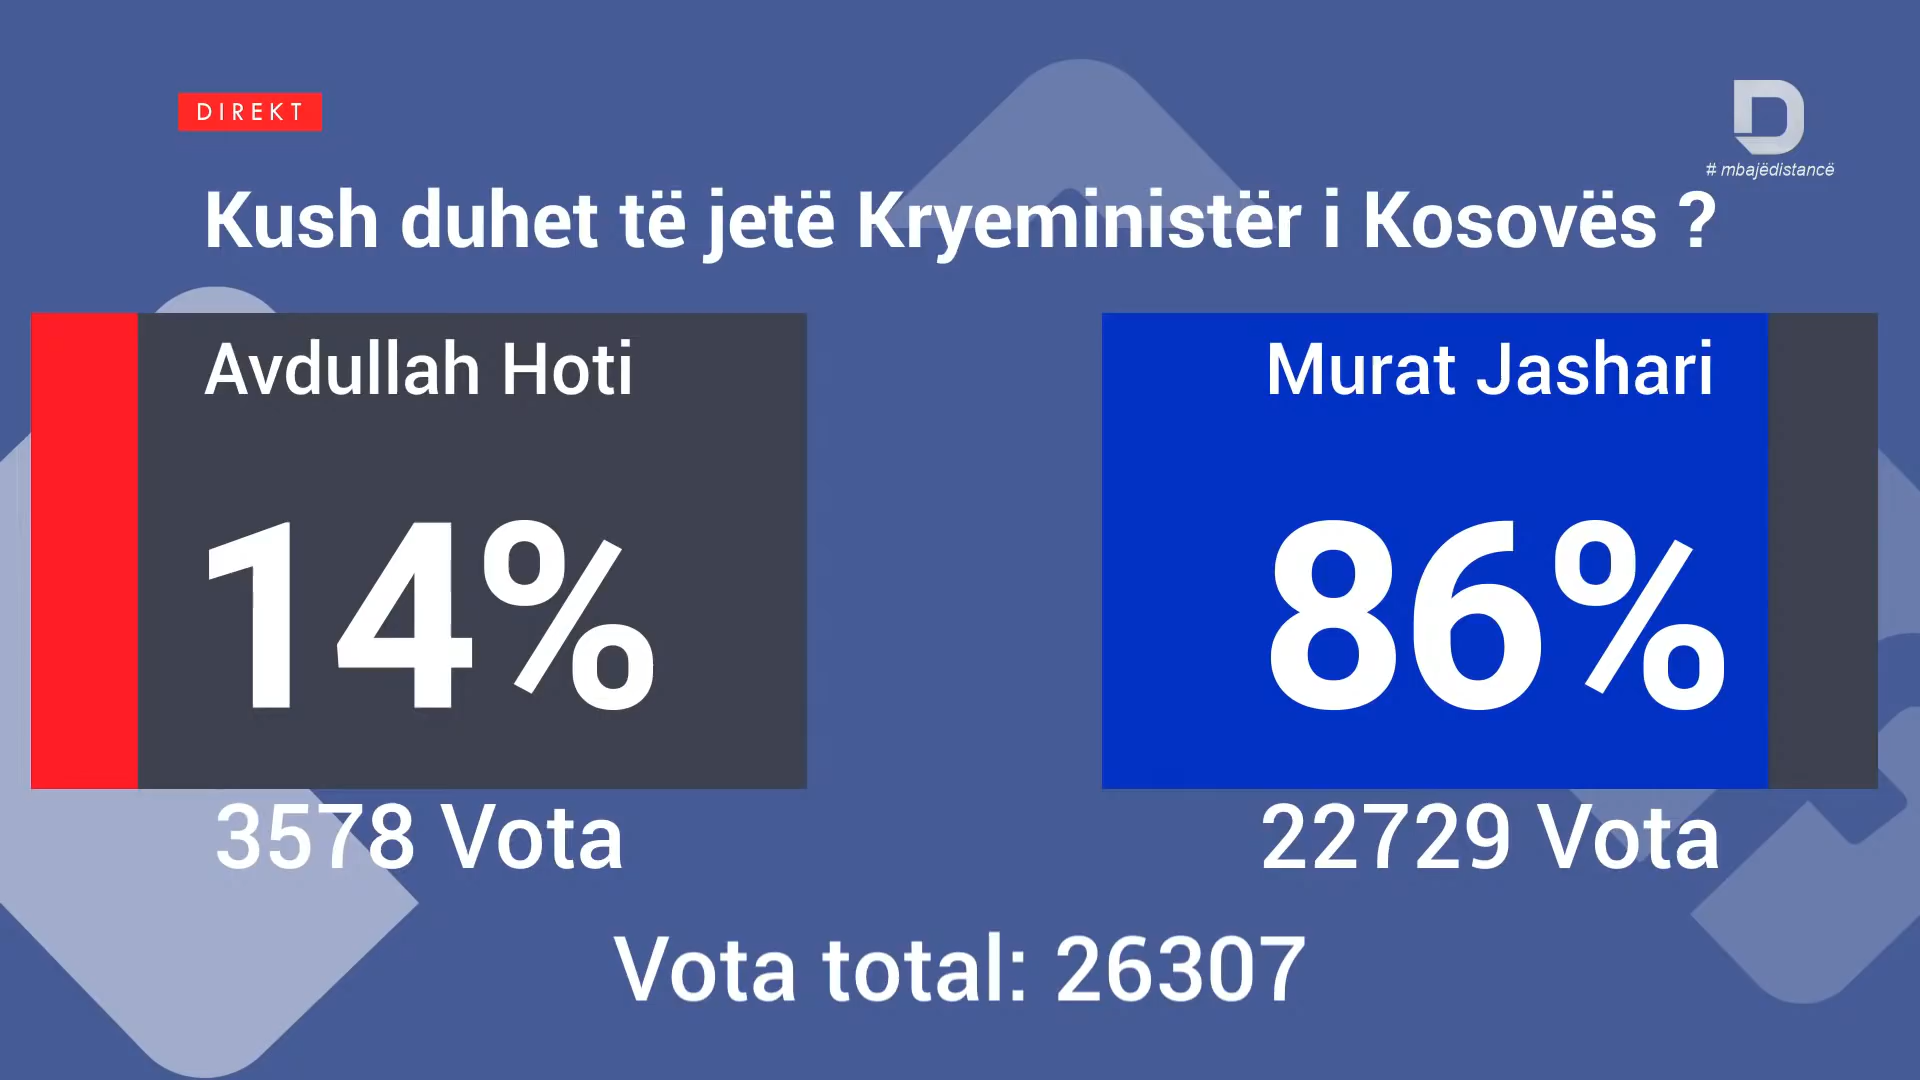 DIREKT
D
# mbajëdistancë
Kush duhet të jetë Kryeministër i Kosovës ?
Avdullah Hoti
Murat Jashari
14%
86%
3578 Vota
22729 Vota
Vota total: 26307